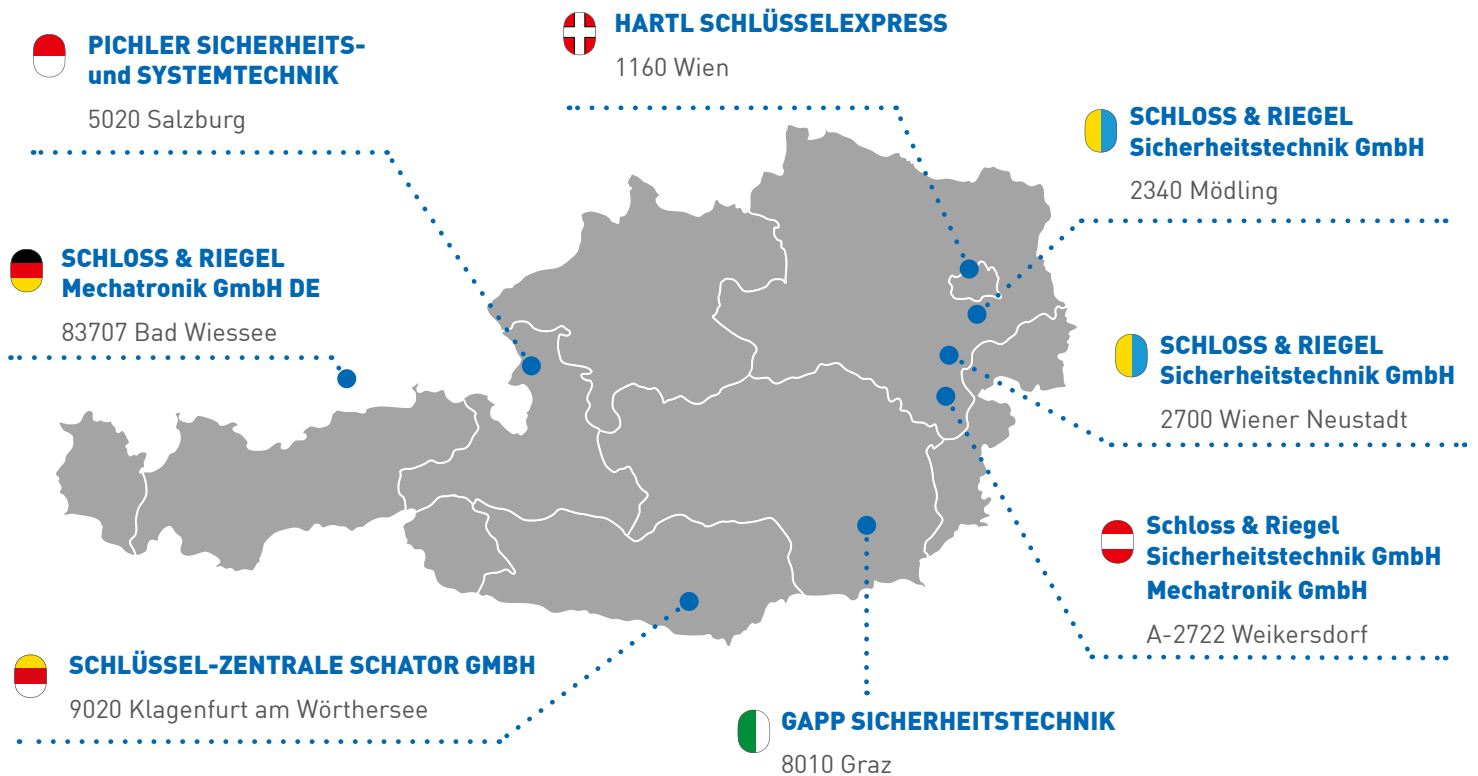 PICHLER SICHERHEITS-
und SYSTEMTECHNIK
5020 Salzburg
HARTL SCHLÜSSELEXPRESS
1160 Wien
SCHLOSS & RIEGEL
Sicherheitstechnik GmbH
2340 Mödling
SCHLOSS & RIEGEL
Mechatronik GmbH DE
83707 Bad Wiessee
SCHLOSS & RIEGEL
Sicherheitstechnik GmbH
2700 Wiener Neustadt
Schloss & Riegel
Sicherheitstechnik GmbH
Mechatronik GmbH
A-2722 Weikersdorf
SCHLÜSSEL-ZENTRALE SCHATOR GMBH
9020 Klagenfurt am Wörthersee
GAPP SICHERHEITSTECHNIK
8010 Graz